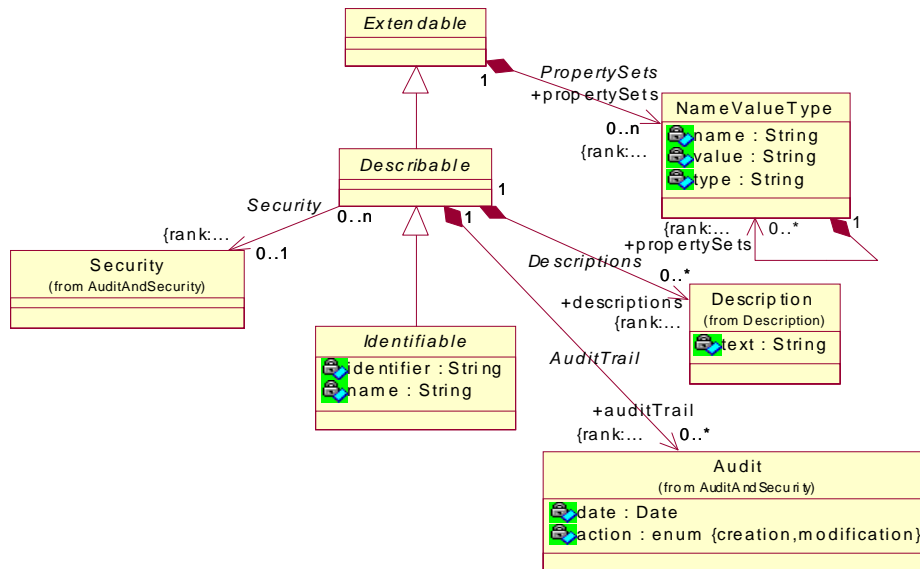 Extendable
1
PropertySets
+propertySets
0..n
{rank:...
NameValueType
name : String
value : String
type : String
Describable
1
Security
0..n
1
{rank:...
0..1
{rank:...
0..*
1
+propertySets
Security
(from AuditAndSecurity)
Descriptions
0..*
+descriptions
{rank:...
Description
(from Description)
text : String
Identifiable
identifier : String
name : String
AuditTrail
+auditTrail
{rank:...
0..*
Audit
(from AuditAndSecurity)
date : Date
action : enum {creation,modification}